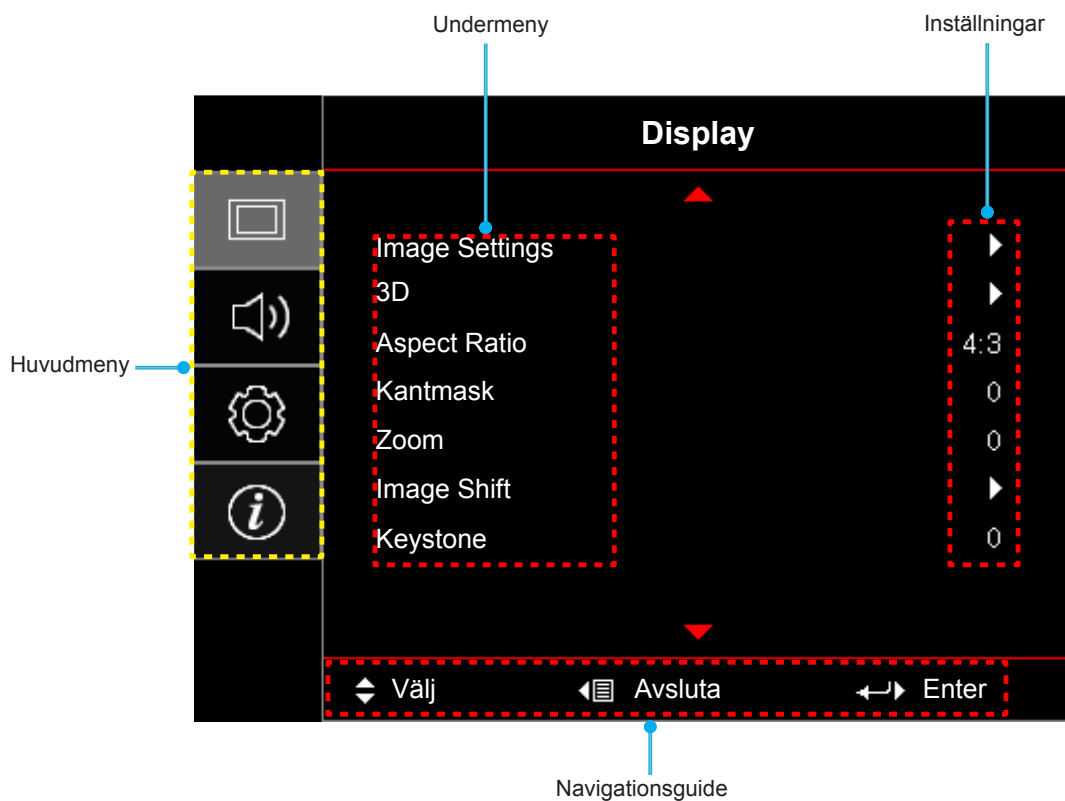 Undermeny
Inställningar
Display
Image Settings
3D
Aspect Ratio 4:3
Huvudmeny
Kantmask 0
Zoom 0
Image Shift
Keystone 0
Välj Avsluta Enter
Navigationsguide